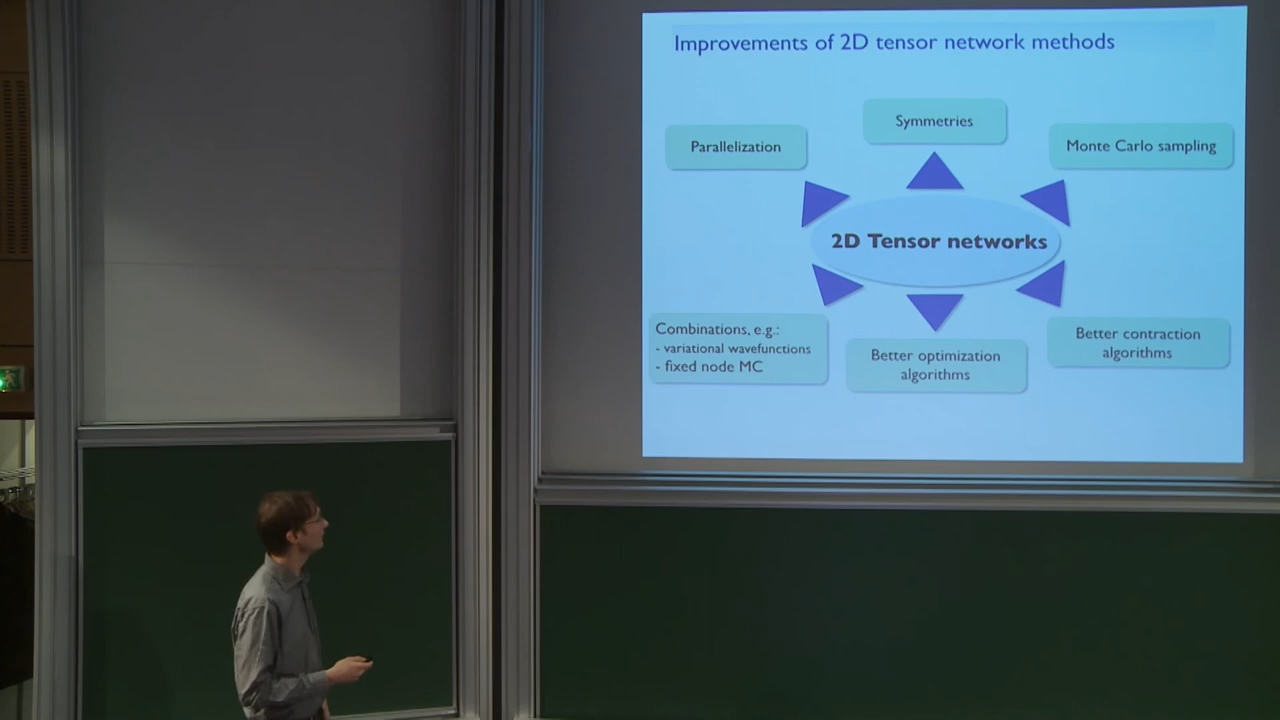 Improvements of 2D tensor network methods
Symmetries
Parallelization
Monte Carlo sampling
2D Tensor networks
Combinations, e.g.:
- variational wavefunctions
- fixed node MC
Better optimization
algorithms
Better contraction
algorithms